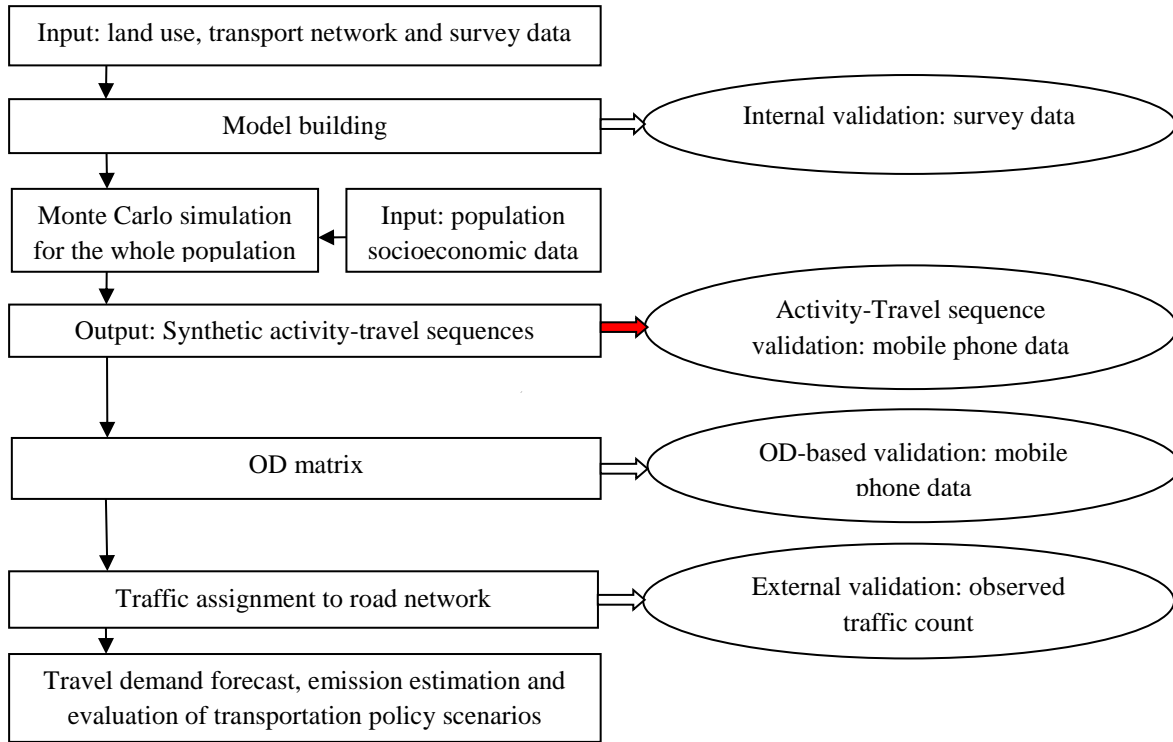 Input: land use, transport network and survey data
Model building
Internal validation: survey data
Monte Carlo simulation
for the whole population
Input: population
socioeconomic data
Output: Synthetic activity-travel sequences
Activity-Travel sequence
validation: mobile phone data
OD matrix
OD-based validation: mobile
phone data
Traffic assignment to road network
External validation: observed
traffic count
Travel demand forecast, emission estimation and
evaluation of transportation policy scenarios